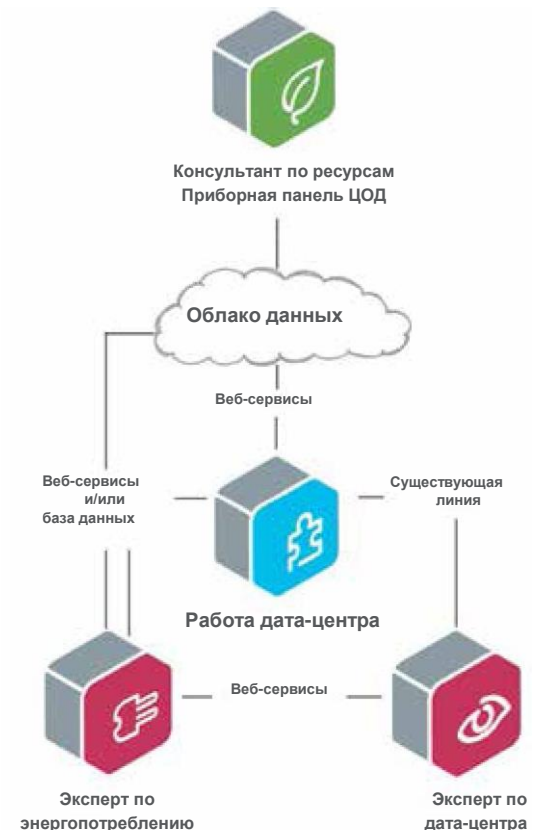 Консультант по ресурсам
Приборная панель ЦОД
Облако данных
Веб-сервисы
Веб-сервисы
и/или
база данных
Существующая
линия
Работа дата-центра
Веб-сервисы
Эксперт по
энергопотреблению
Эксперт по
дата-центра